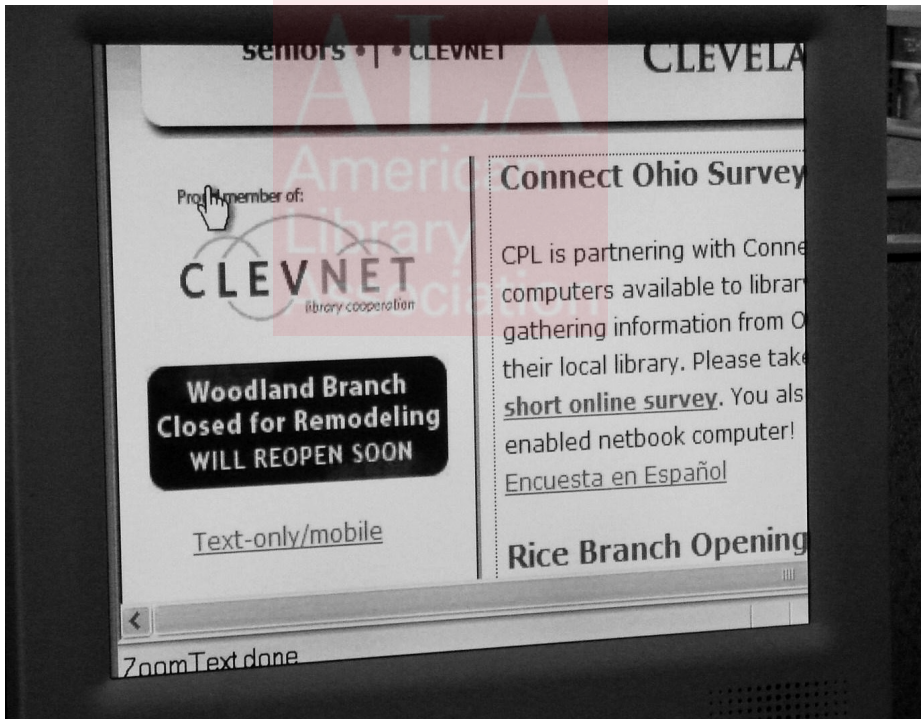 seniors • | • CLEVNET
CLEVELA
ALA
American
Library
Association
Proud member of:
CLEVNET
library cooperation
Woodland Branch
Closed for Remodeling
WILL REOPEN SOON
Text-only/mobile
Connect Ohio Survey
CPL is partnering with Conne
computers available to librar
gathering information from O
their local library. Please take
short online survey. You als
enabled netbook computer!
Encuesta en Español
Rice Branch Opening
ZoomText done